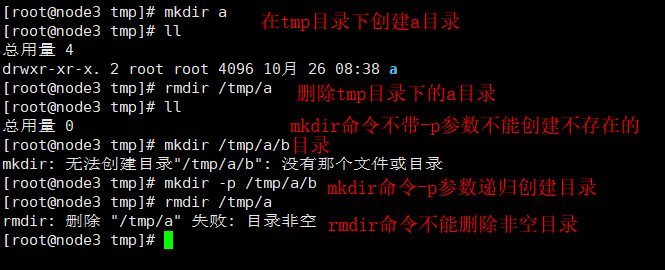 [root@node3 tmp]# mkdir a
在tmp目录下创建a目录
[root@node3 tmp]# ll
总用量 4
drwxr-xr-x. 2 root root 4096 10月 26 08:38 a
[root@node3 tmp]# rmdir /tmp/a
删除tmp目录下的a目录
[root@node3 tmp]# ll
总用量 0
mkdir命令不带-p参数不能创建不存在的
[root@node3 tmp]# mkdir /tmp/a/b
目录
mkdir: 无法创建目录"/tmp/a/b": 没有那个文件或目录
[root@node3 tmp]# mkdir -p /tmp/a/b
mkdir命令-p参数递归创建目录
[root@node3 tmp]# rmdir /tmp/a
rmdir: 删除 "/tmp/a" 失败: 目录非空
rmdir命令不能删除非空目录
[root@node3 tmp]#